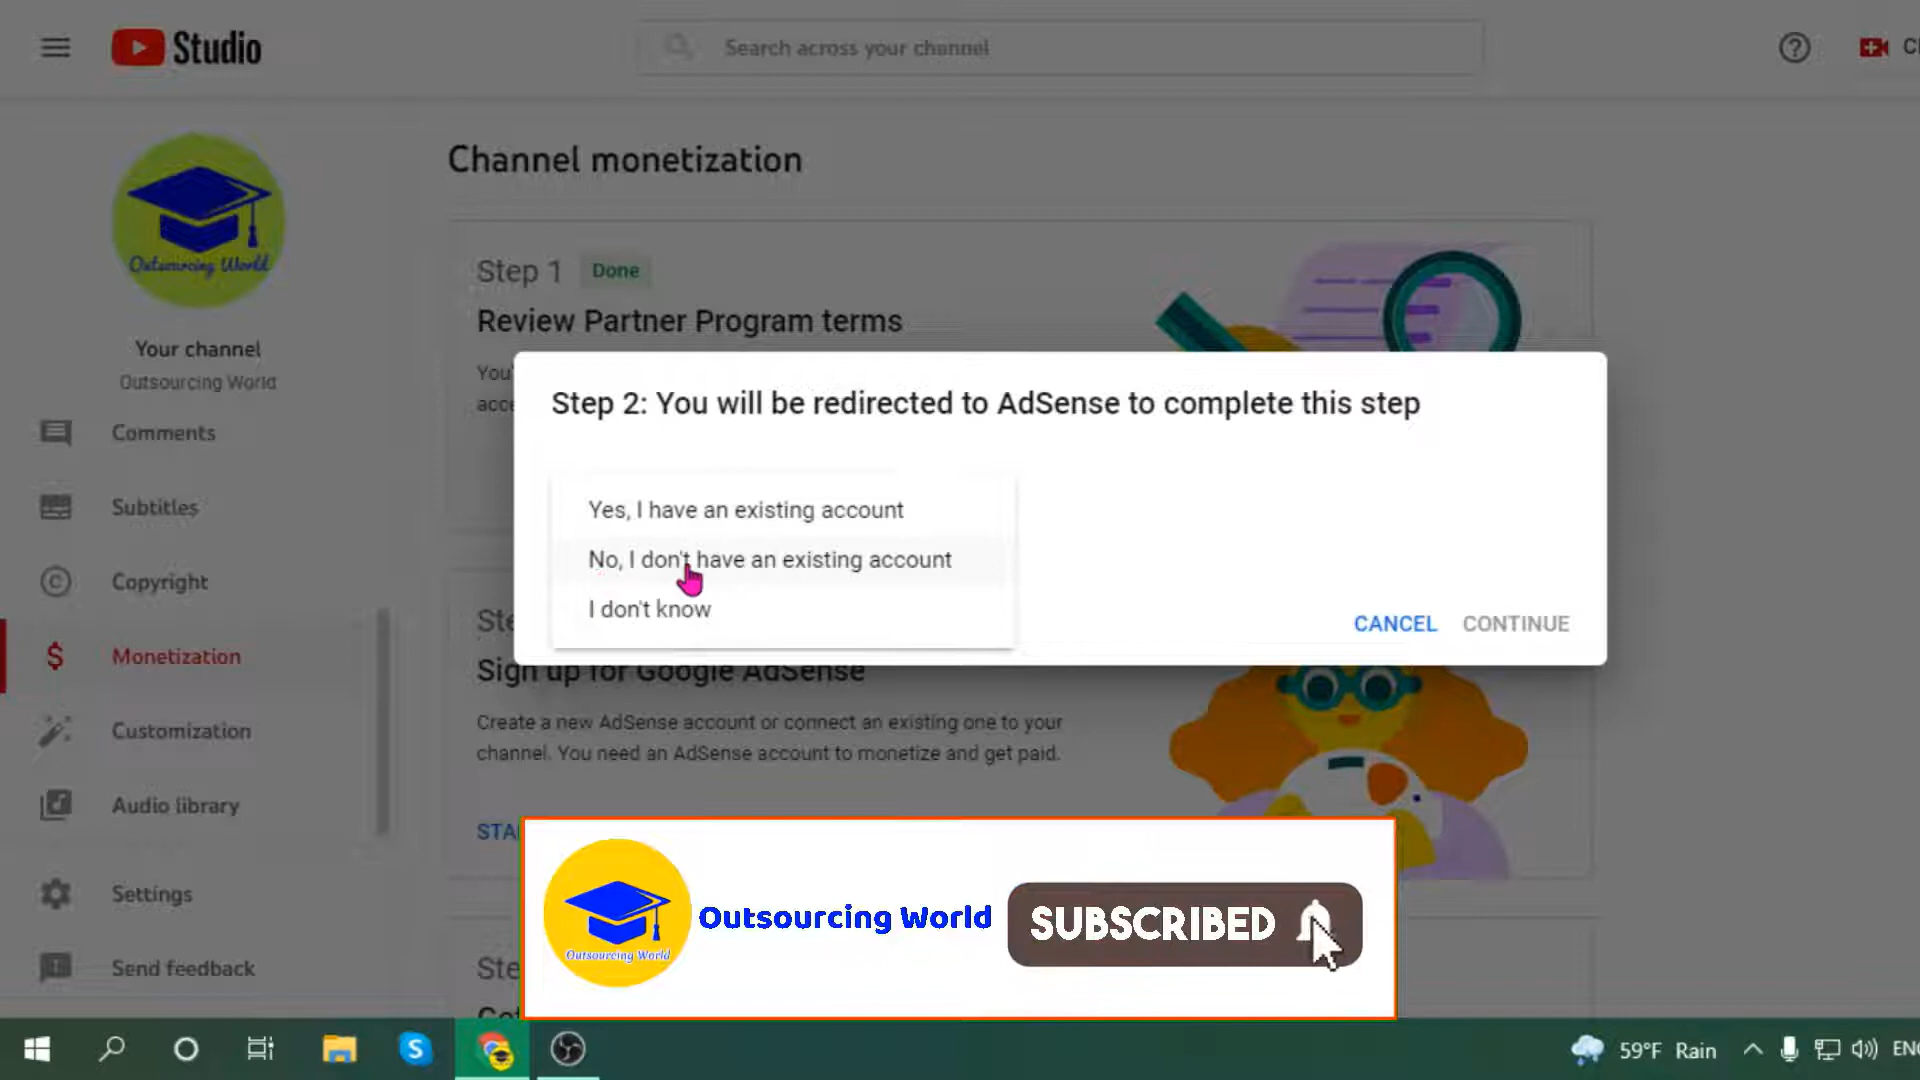 Studio
Search across your channel
Outsourcing World
Your channel
Outsourcing World
Comments
Subtitles
Copyright
Monetization
Customization
Audio library
Settings
Send feedback
Channel monetization
Step 1 Done
Review Partner Program terms
Step 2: You will be redirected to AdSense to complete this step
Yes, I have an existing account
No, I don't have an existing account
I don't know
CANCEL CONTINUE
Sign up for Google AdSense
Create a new AdSense account or connect an existing one to your
channel. You need an AdSense account to monetize and get paid.
Outsourcing World
Outsourcing World
SUBSCRIBED
59°F Rain